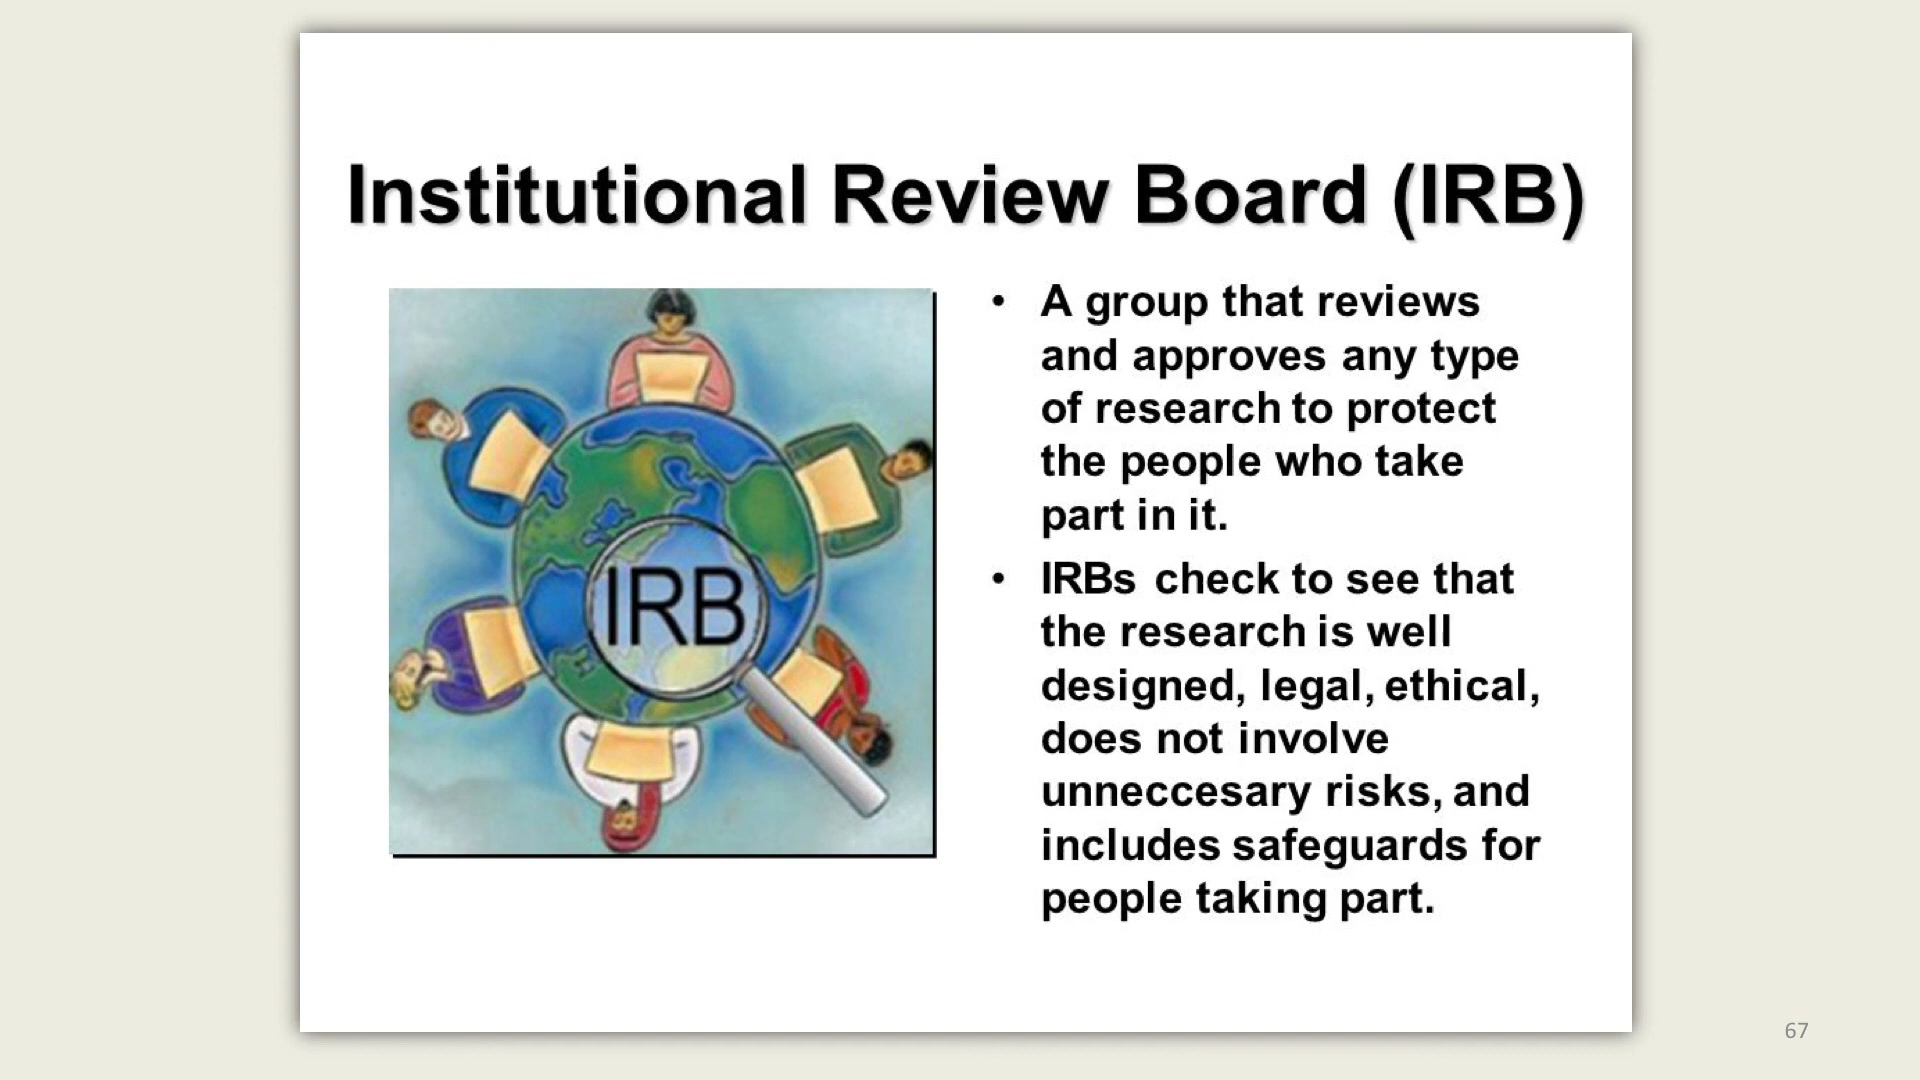 Institutional Review Board (IRB)
IRB
• A group that reviews
and approves any type
of research to protect
the people who take
part in it.
• IRBs check to see that
the research is well
designed, legal, ethical,
does not involve
unneccesary risks, and
includes safeguards for
people taking part.
67